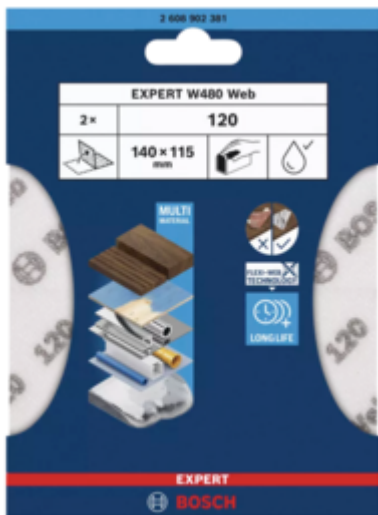 2 608 902 381
EXPERT W480 Web
2×
120
140 × 115
mm
MULTI
MATERIAL
FLEXI-WEB
TECHNOLOGY
LONG LIFE
BOSCH
120
BOSCH
120
EXPERT
BOSCH